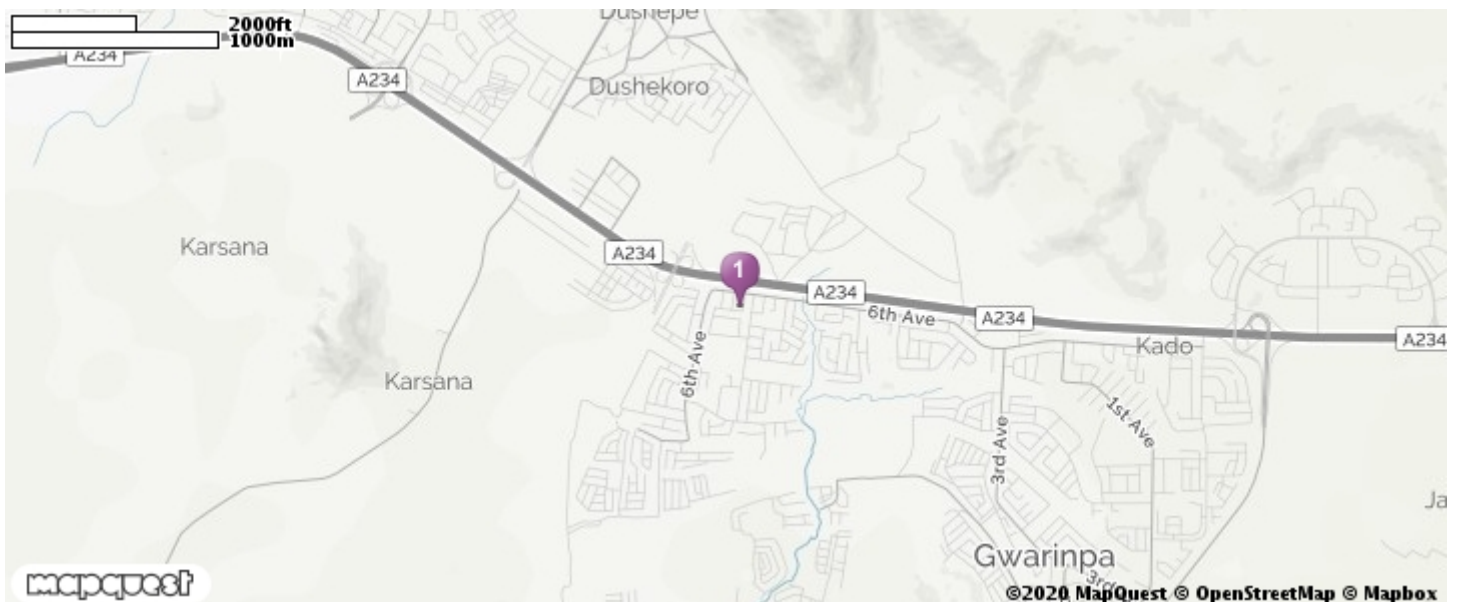 Dushepe
2000ft
1000m
A234
A234
Dushekoro
Karsana
A234
1
A234
6th Ave
A234
A234
Kado
6th Ave
Karsana
1st Ave
3rd Ave
Ja
Gwarinpa
3rd
mapquest
©2020 MapQuest © OpenStreetMap © Mapbox